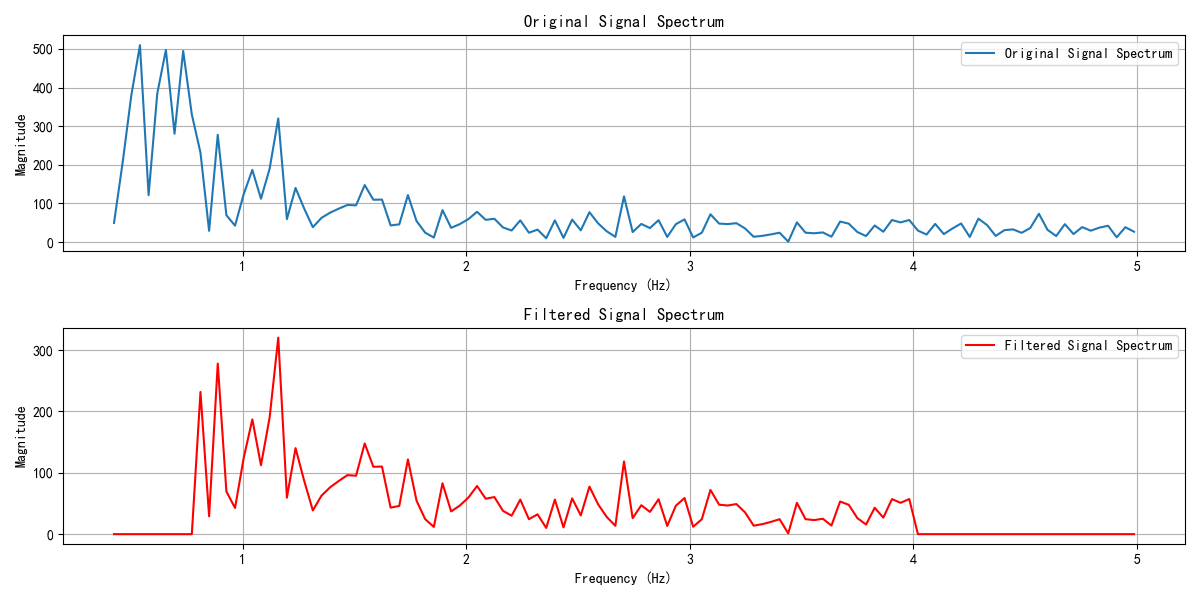 Original Signal Spectrum
Original Signal Spectrum
500
400
300
200
100
0
Magnitude
1
2
3
4
5
Frequency (Hz)
Filtered Signal Spectrum
Filtered Signal Spectrum
300
200
100
0
Magnitude
1
2
3
4
5
Frequency (Hz)